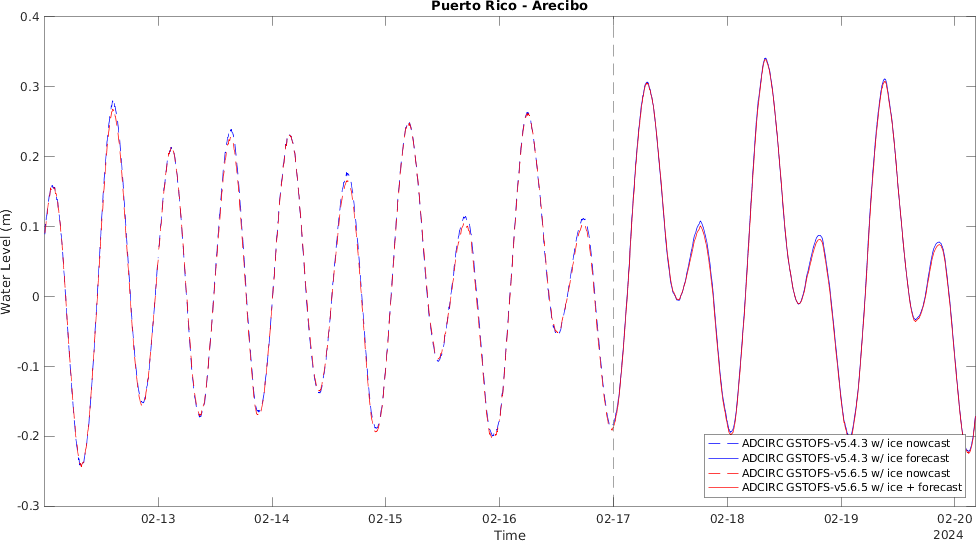 Puerto Rico - Arecibo
0.4
0.3
0.2
0.1
0
-0.1
-0.2
-0.3
Water Level (m)
ADCIRC GSTOFS-v5.4.3 w/ ice nowcast
ADCIRC GSTOFS-v5.4.3 w/ ice forecast
ADCIRC GSTOFS-v5.6.5 w/ ice nowcast
ADCIRC GSTOFS-v5.6.5 w/ ice + forecast
02-13 02-14 02-15 02-16 02-17 02-18 02-19 02-20
Time
2024